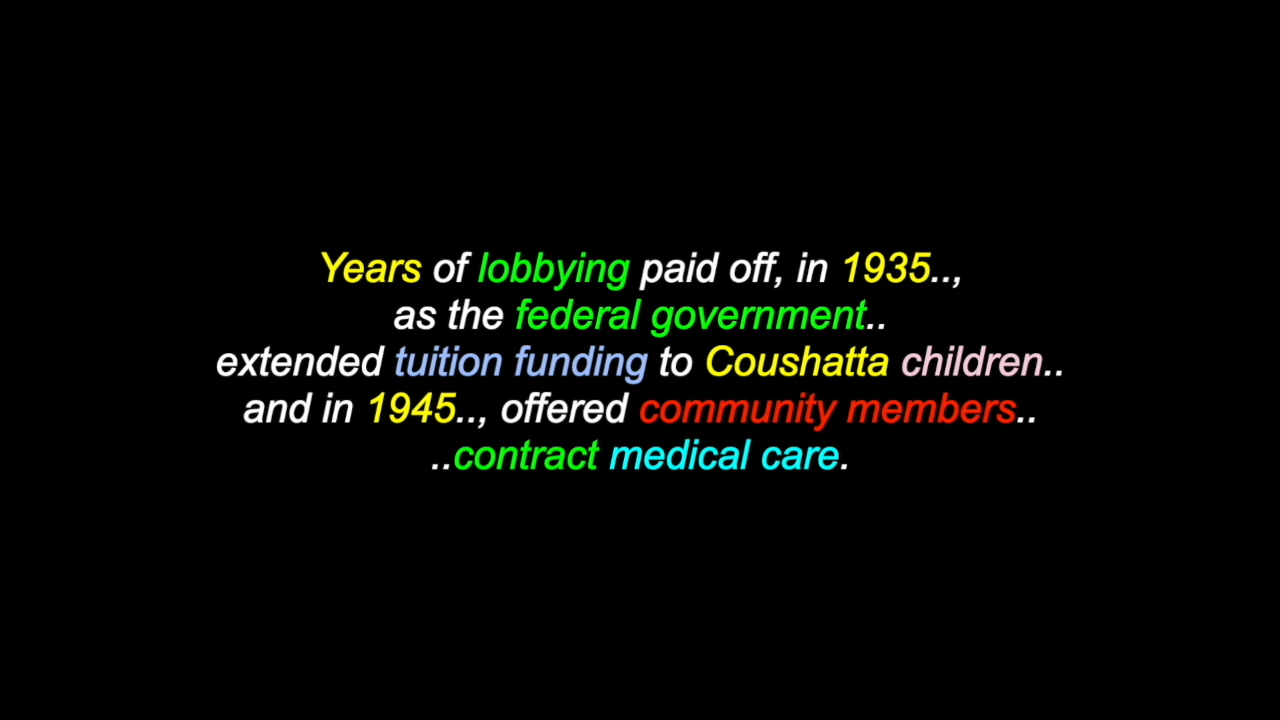 Years of lobbying paid off, in 1935..,
as the federal government..
extended tuition funding to Coushatta children..
and in 1945.., offered community members..
..contract medical care.